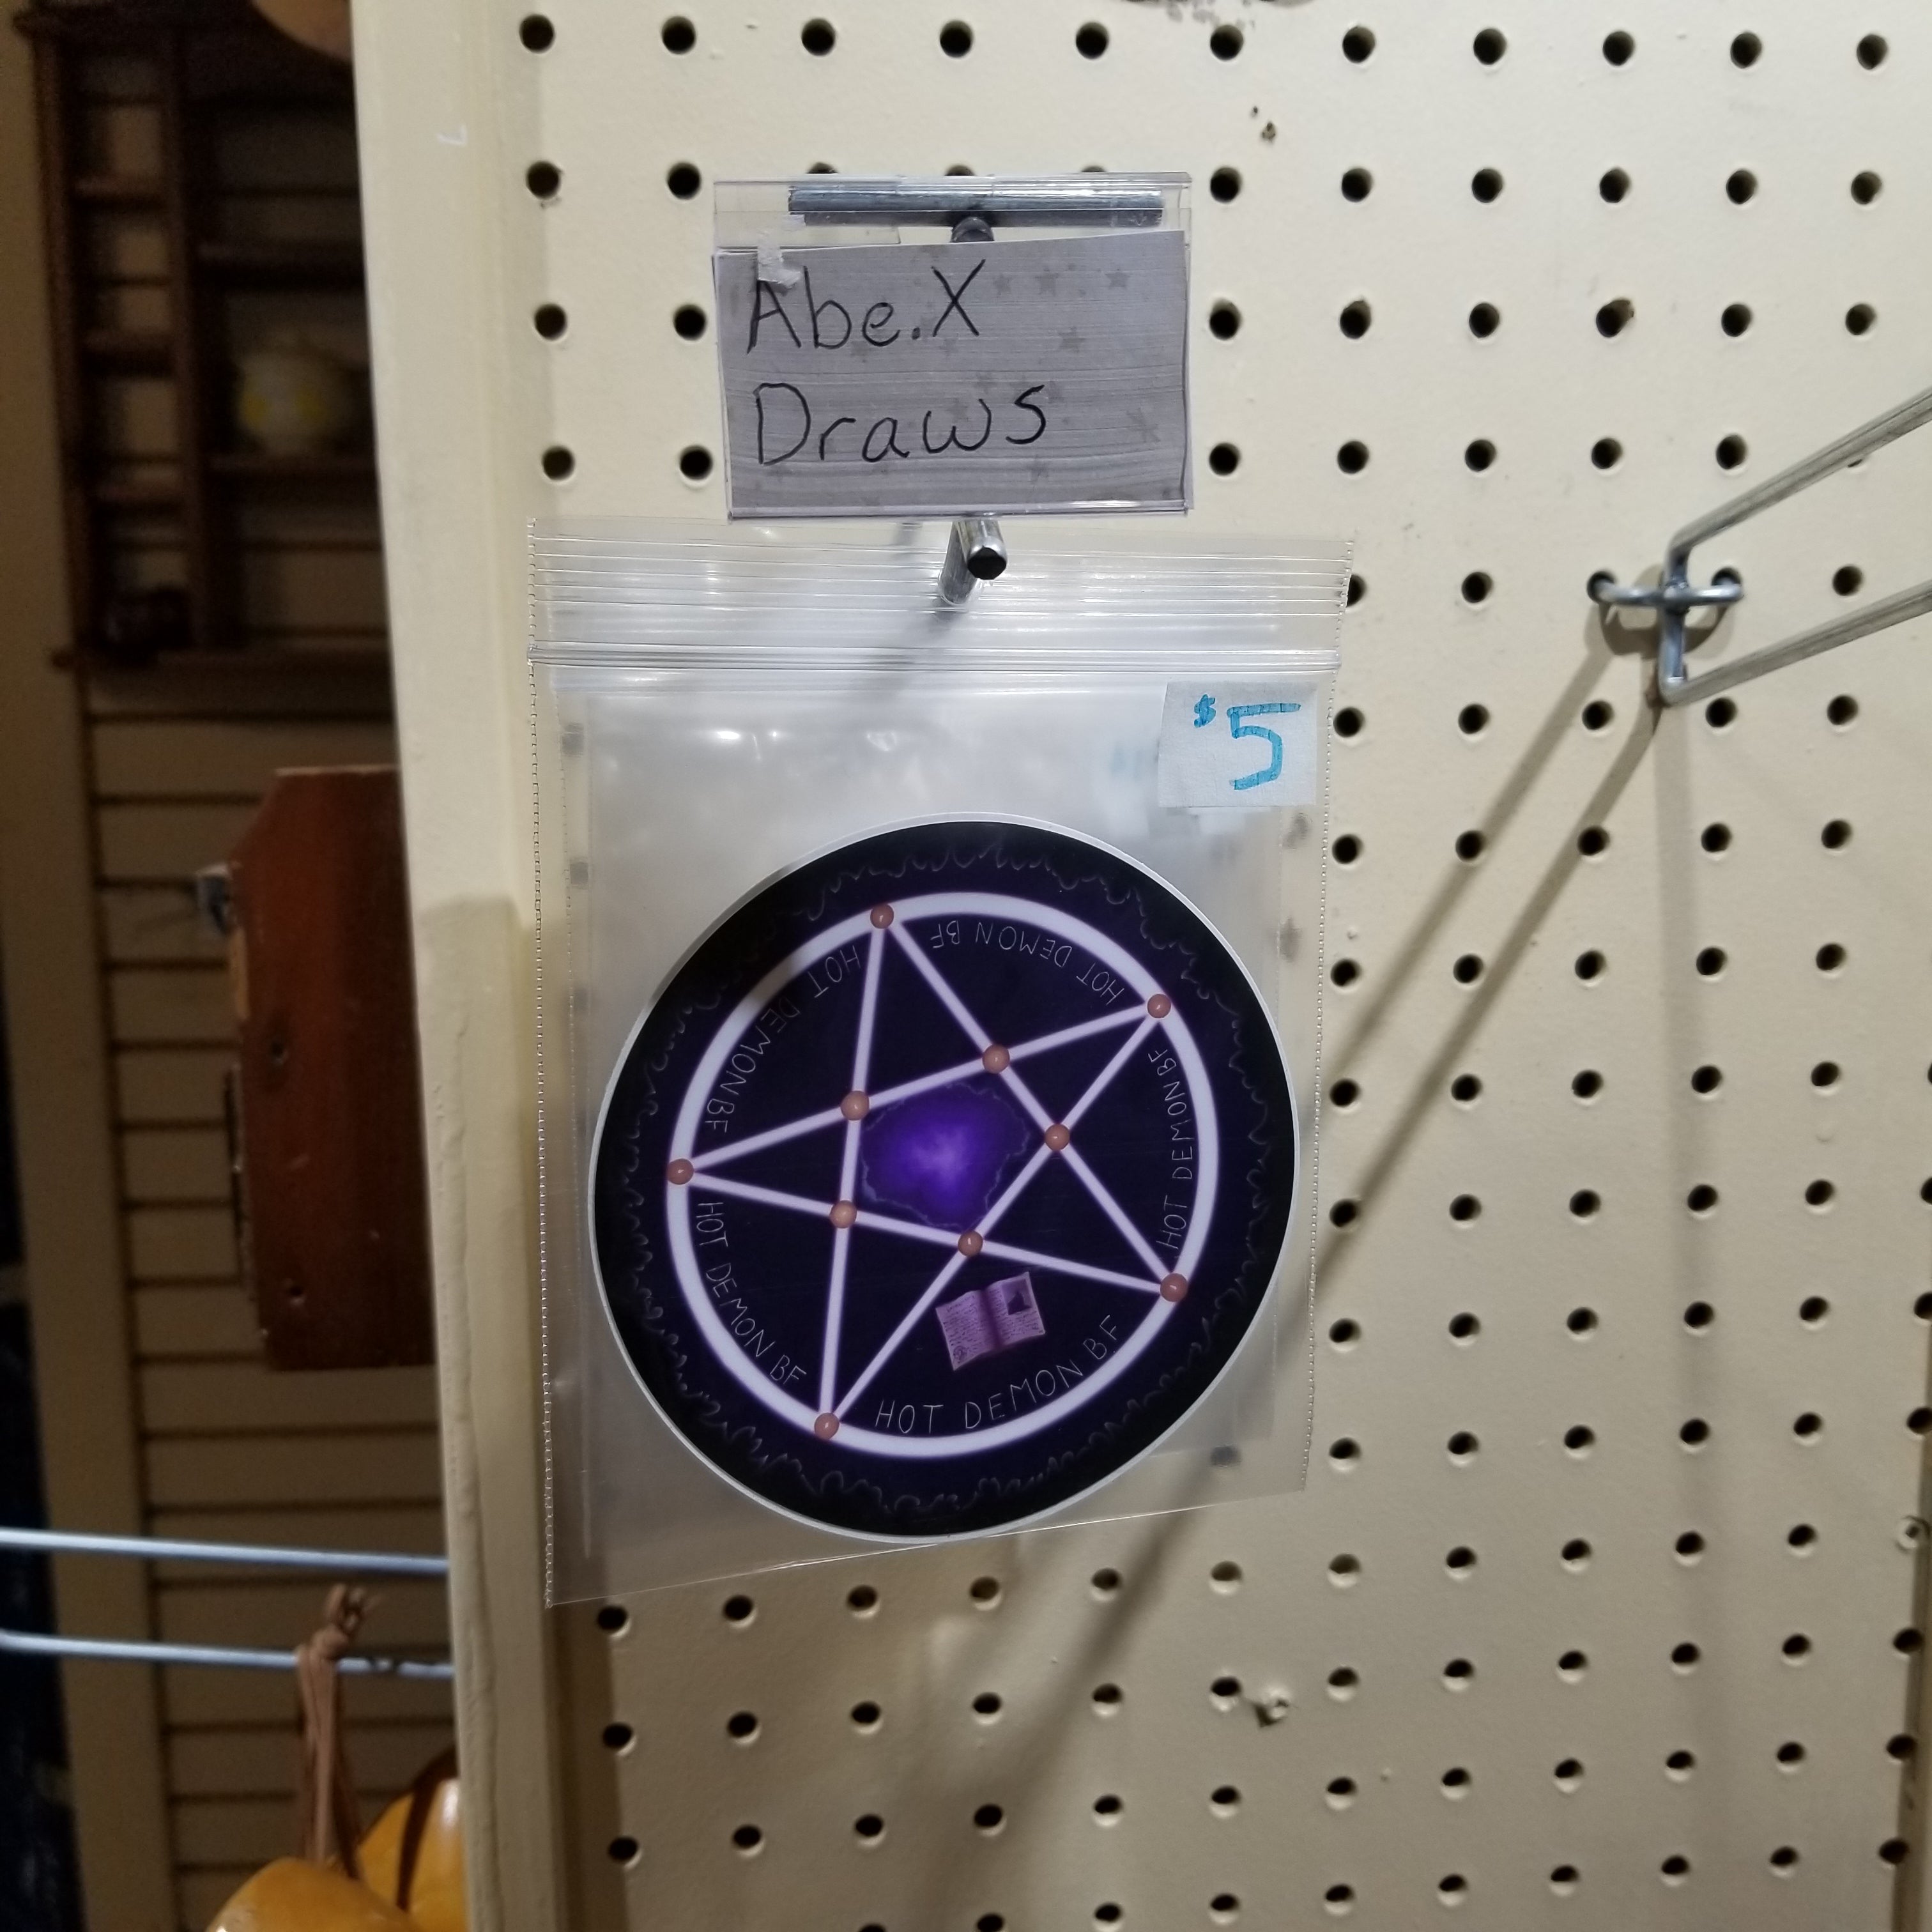 Abe.X
Draws
$5
HOT DEMON BF
HOT DEMON BF
HOT DEMON BF
HOT DEMON BF
HOT DEMON BF